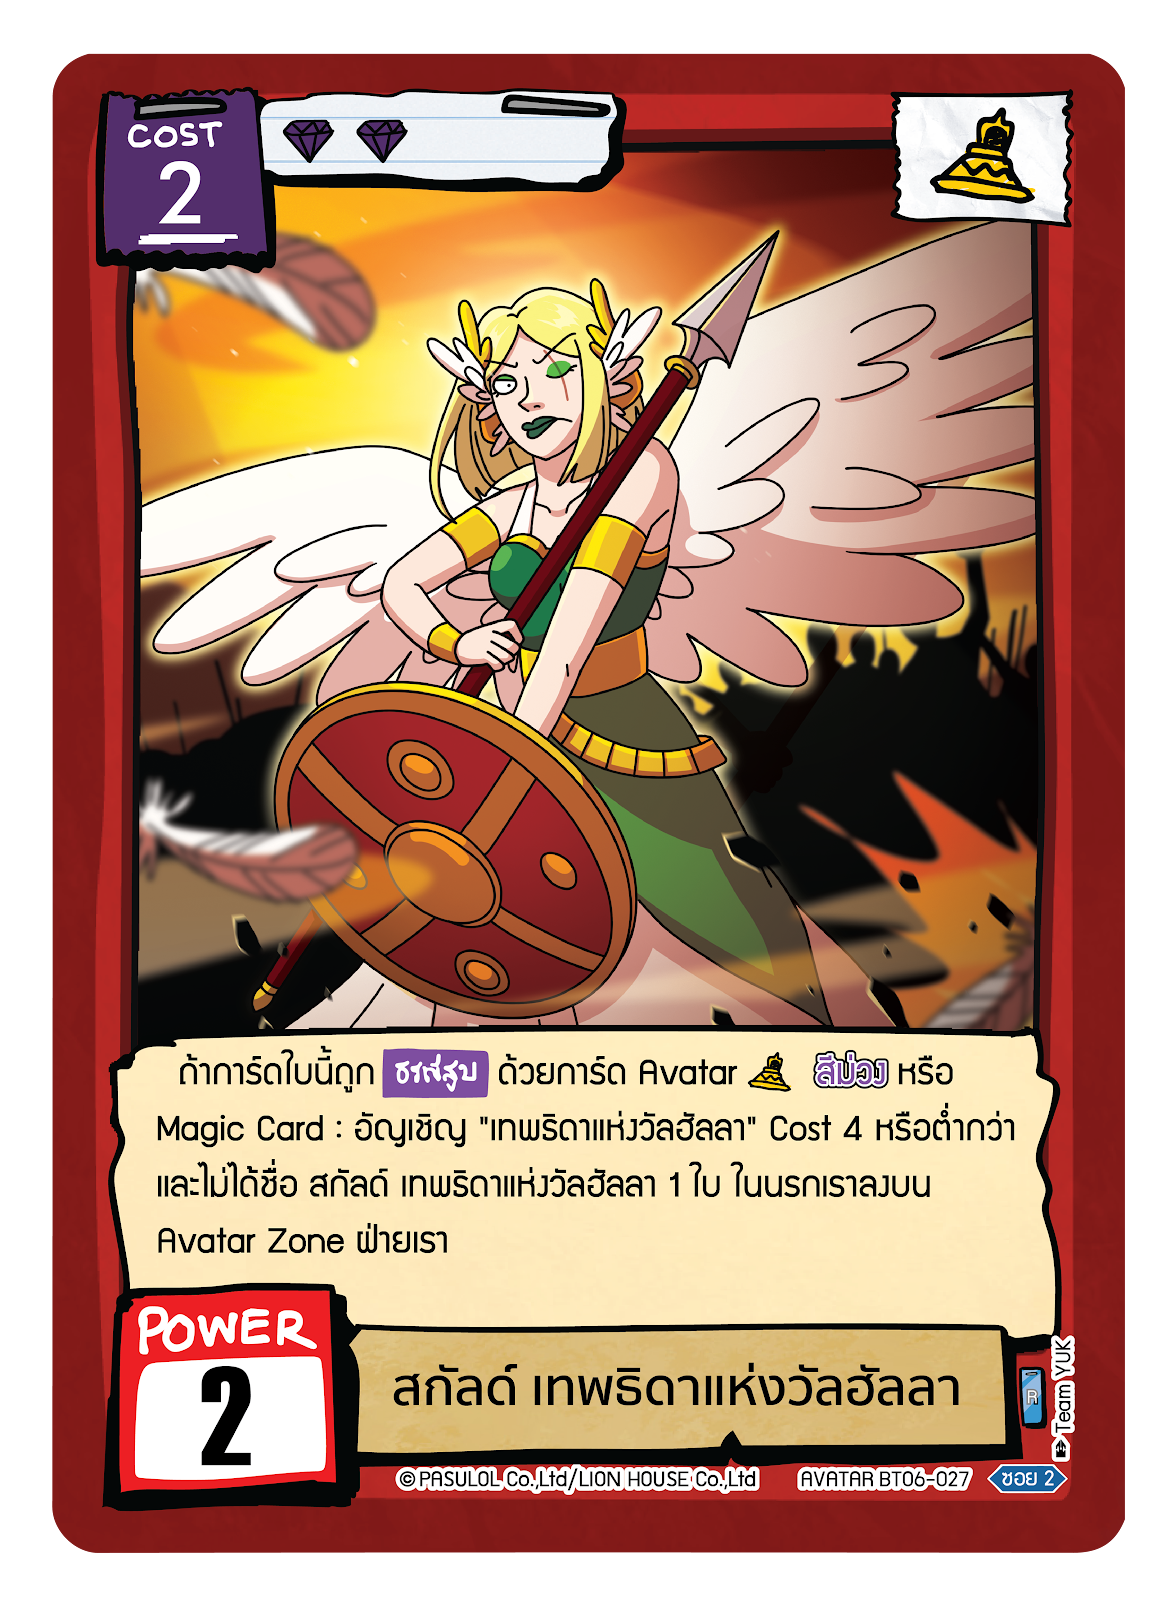 COST
2
ถ้าการ์ดใบนี้ถูก ธรณีสูบ ด้วยการ์ด Avatar สีม่วง หรือ
Magic Card : อัญเชิญ "เทพธิดาแห่งวัลฮัลลา" Cost 4 หรือต่ำกว่า
และไม่ได้ชื่อ สกัลด์ เทพธิดาแห่งวัลฮัลลา 1 ใบ ในนรกเราลงบน
Avatar Zone ฝ่ายเรา
POWER
2
สกัลด์ เทพธิดาแห่งวัลฮัลลา
R
Team YUK
© PASULOL Co.,Ltd/LION HOUSE Co.,Ltd
AVATAR BT06-027
ซอย 2